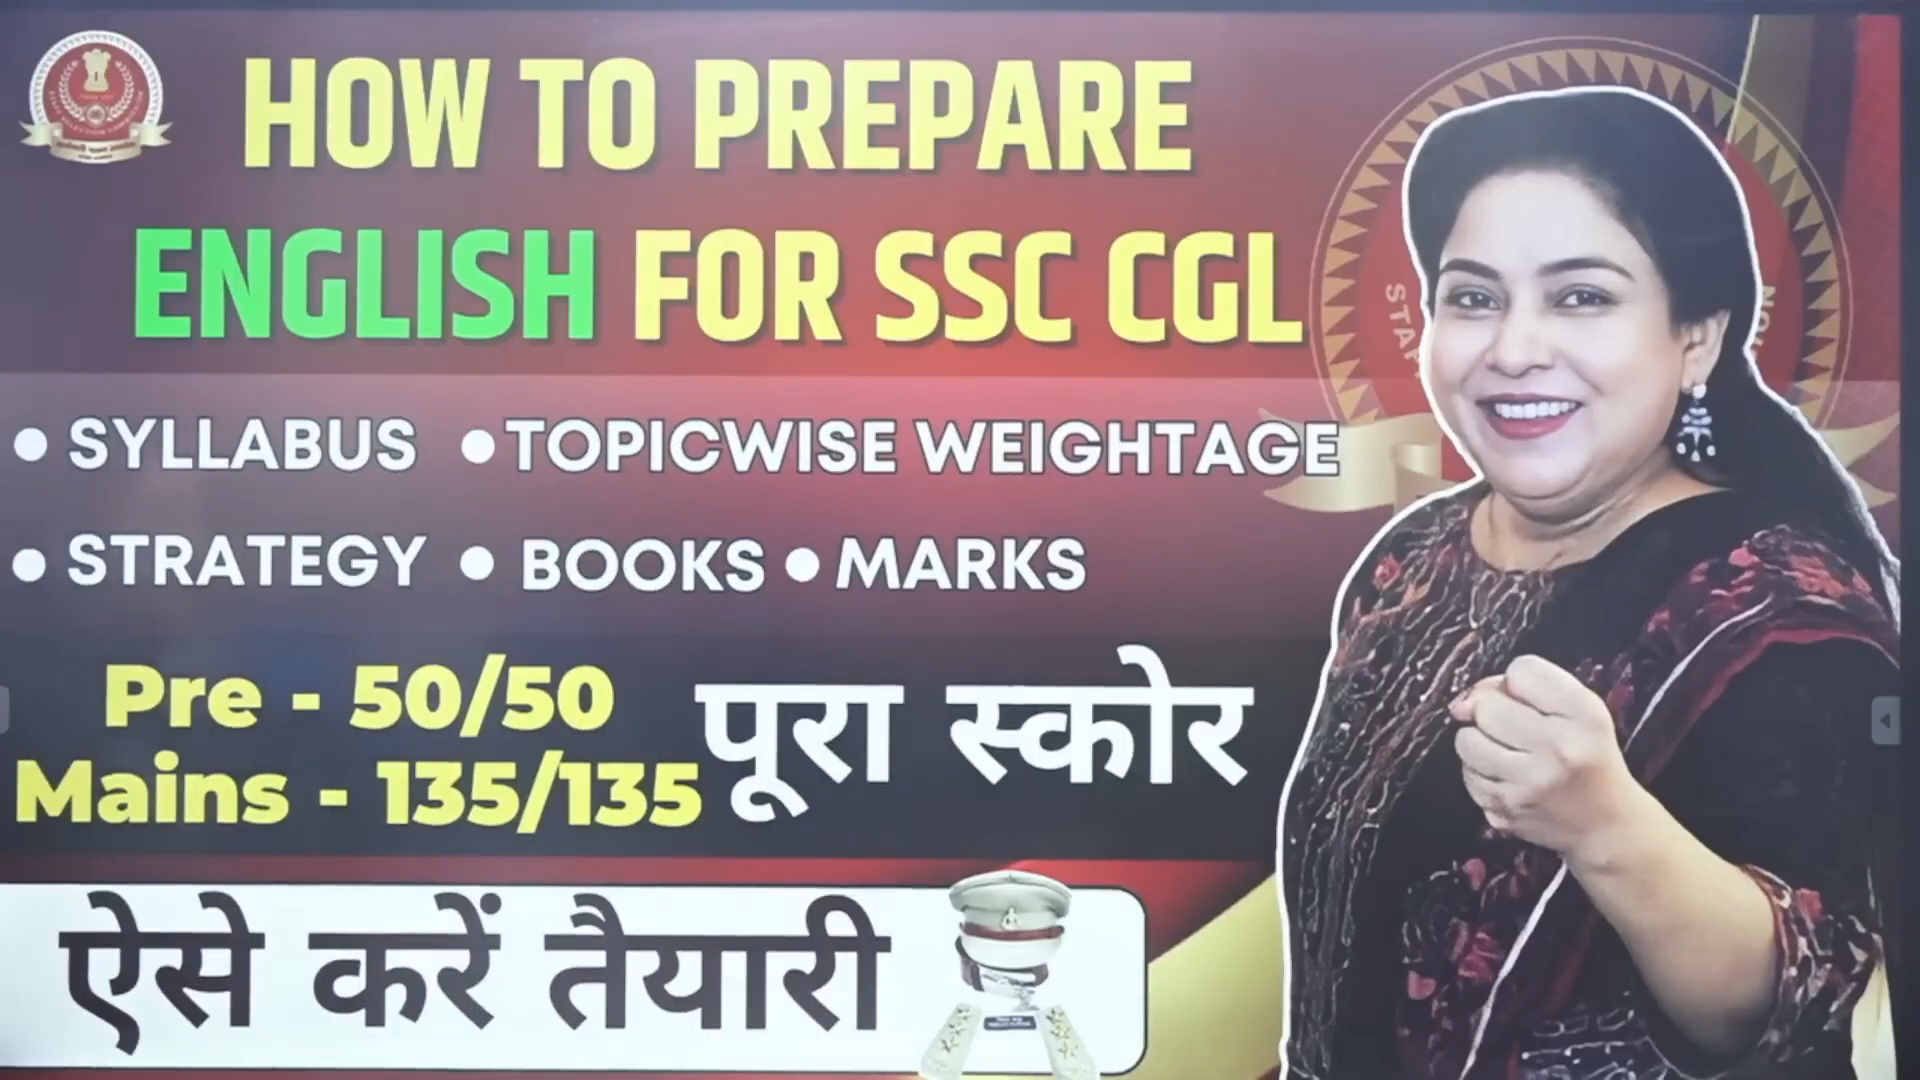 HOW TO PREPARE
ENGLISH FOR SSC CGL
• SYLLABUS • TOPICWISE WEIGHTAGE
• STRATEGY • BOOKS • MARKS
Pre - 50/50
Mains - 135/135
पूरा स्कोर
ऐसे करें तैयारी